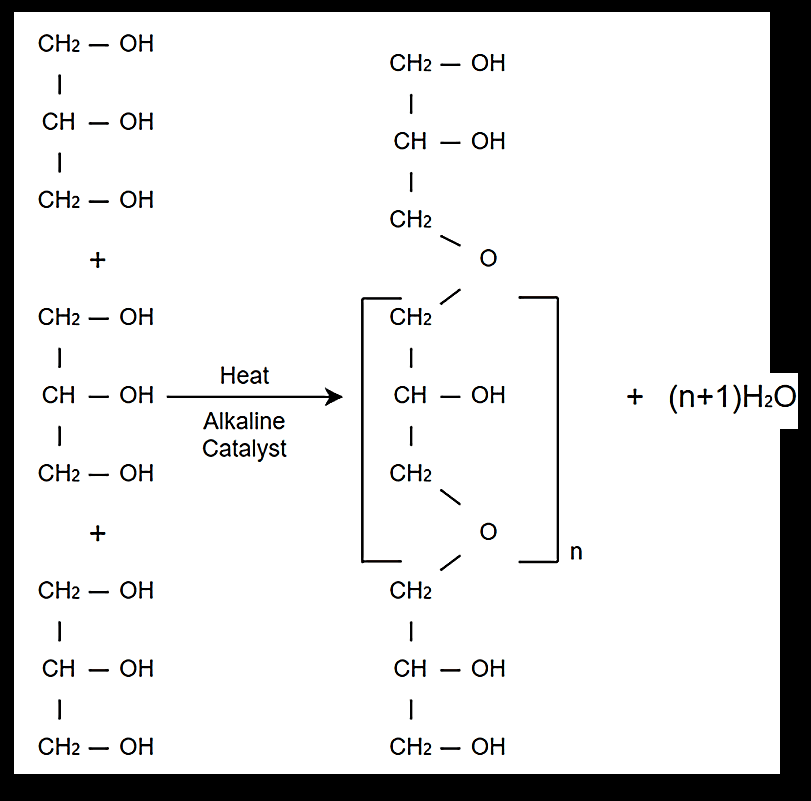 CH₂ — OH
|
CH — OH
|
CH₂ — OH
+
CH₂ — OH
|
CH — OH
|
CH₂ — OH
+
CH₂ — OH
|
CH — OH
|
CH₂ — OH
Heat
Alkaline
Catalyst
CH₂ — OH
|
CH — OH
|
CH₂
O
CH₂
|
CH — OH
|
CH₂
O
n
CH₂
|
CH — OH
|
CH₂ — OH
+ (n+1)H₂O